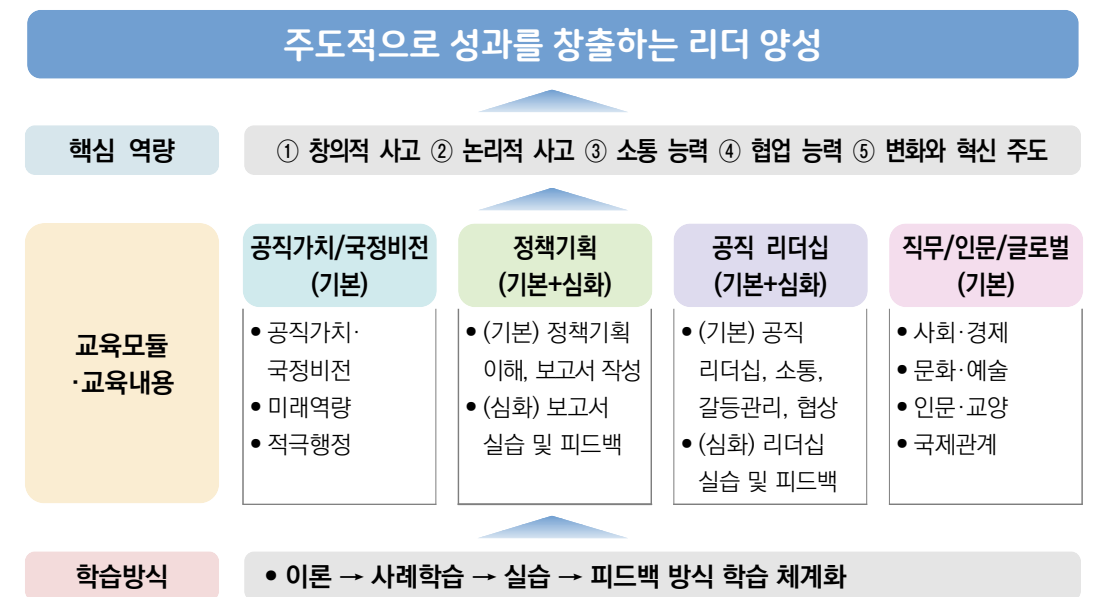 주도적으로 성과를 창출하는 리더 양성
핵심 역량
① 창의적 사고 ② 논리적 사고 ③ 소통 능력 ④ 협업 능력 ⑤ 변화와 혁신 주도
교육모듈
·교육내용
공직가치/국정비전
(기본)
• 공직가치·
국정비전
• 미래역량
• 적극행정
정책기획
(기본+심화)
• (기본) 정책기획
이해, 보고서 작성
• (심화) 보고서
실습 및 피드백
공직 리더십
(기본+심화)
• (기본) 공직
리더십, 소통,
갈등관리, 협상
• (심화) 리더십
실습 및 피드백
직무/인문/글로벌
(기본)
• 사회·경제
• 문화·예술
• 인문·교양
• 국제관계
학습방식
• 이론 → 사례학습 → 실습 → 피드백 방식 학습 체계화